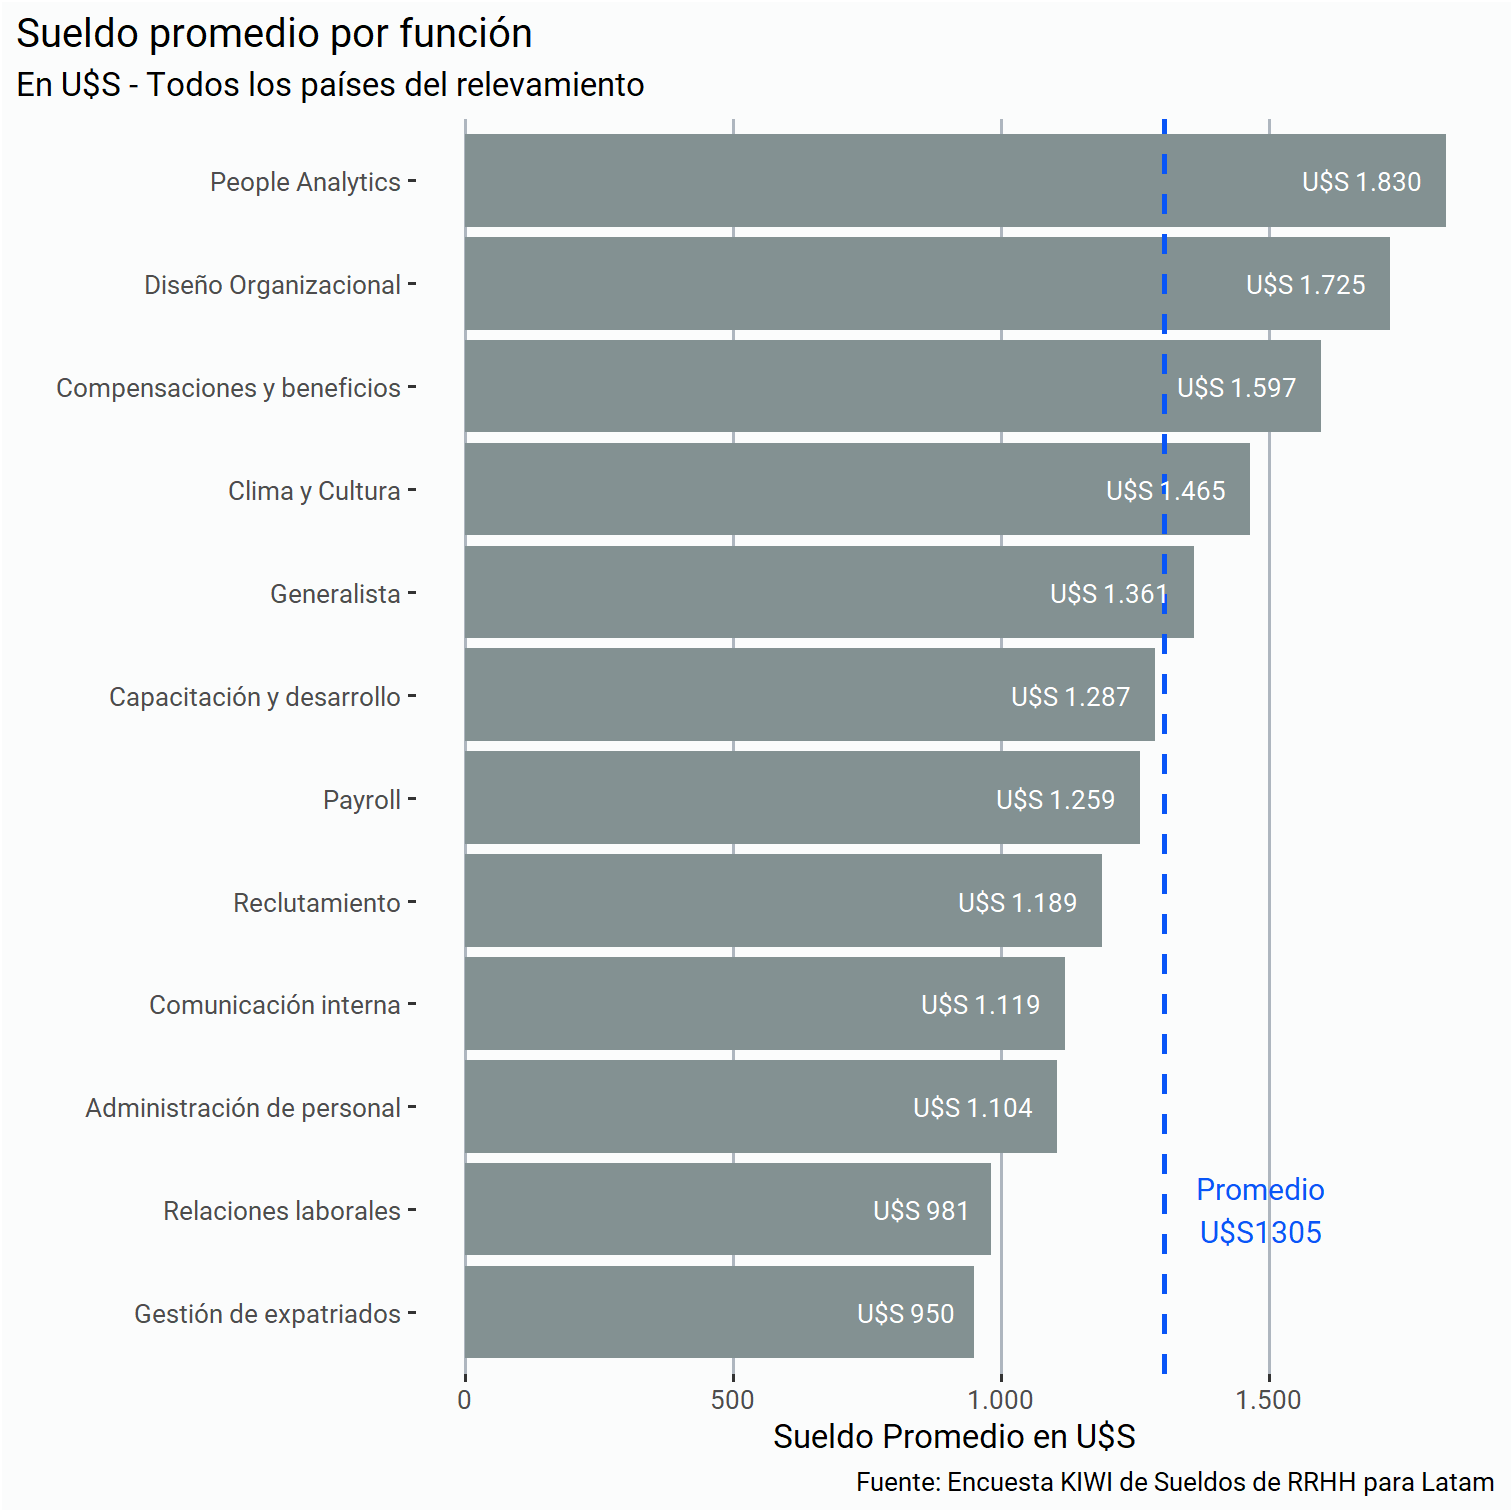 Sueldo promedio por función
En U$S - Todos los países del relevamiento
People Analytics
U$S 1.830
Diseño Organizacional
U$S 1.725
Compensaciones y beneficios
U$S 1.597
Clima y Cultura
U$S 1.465
Generalista
U$S 1.361
Capacitación y desarrollo
U$S 1.287
Payroll
U$S 1.259
Reclutamiento
U$S 1.189
Comunicación interna
U$S 1.119
Administración de personal
U$S 1.104
Relaciones laborales
U$S 981
Promedio
U$S1305
Gestión de expatriados
U$S 950
0 500 1.000 1.500
Sueldo Promedio en U$S
Fuente: Encuesta KIWI de Sueldos de RRHH para Latam